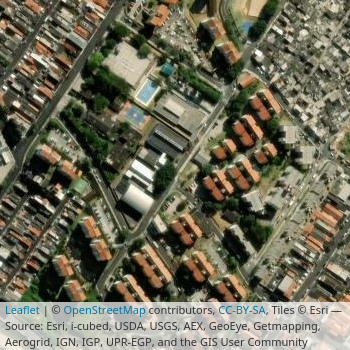 Leaflet | © OpenStreetMap contributors, CC-BY-SA, Tiles © Esri —
Source: Esri, i-cubed, USDA, USGS, AEX, GeoEye, Getmapping,
Aerogrid, IGN, IGP, UPR-EGP, and the GIS User Community